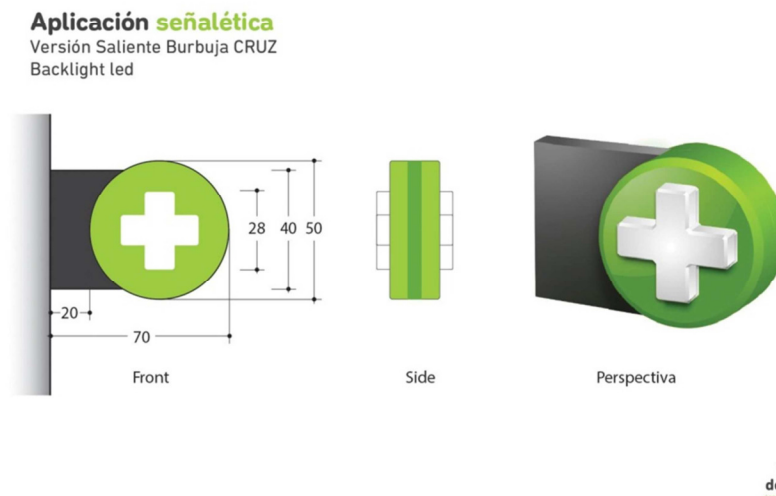 Aplicación señalética
Versión Saliente Burbuja CRUZ
Backlight led
28 40 50
20
70
Front Side Perspectiva